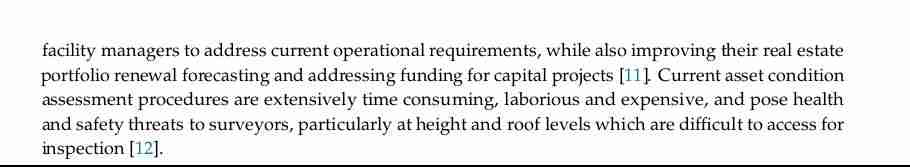 facility managers to address current operational requirements, while also improving their real estate
portfolio renewal forecasting and addressing funding for capital projects [11]. Current asset condition
assessment procedures are extensively time consuming, laborious and expensive, and pose health
and safety threats to surveyors, particularly at height and roof levels which are difficult to access for
inspection [12].